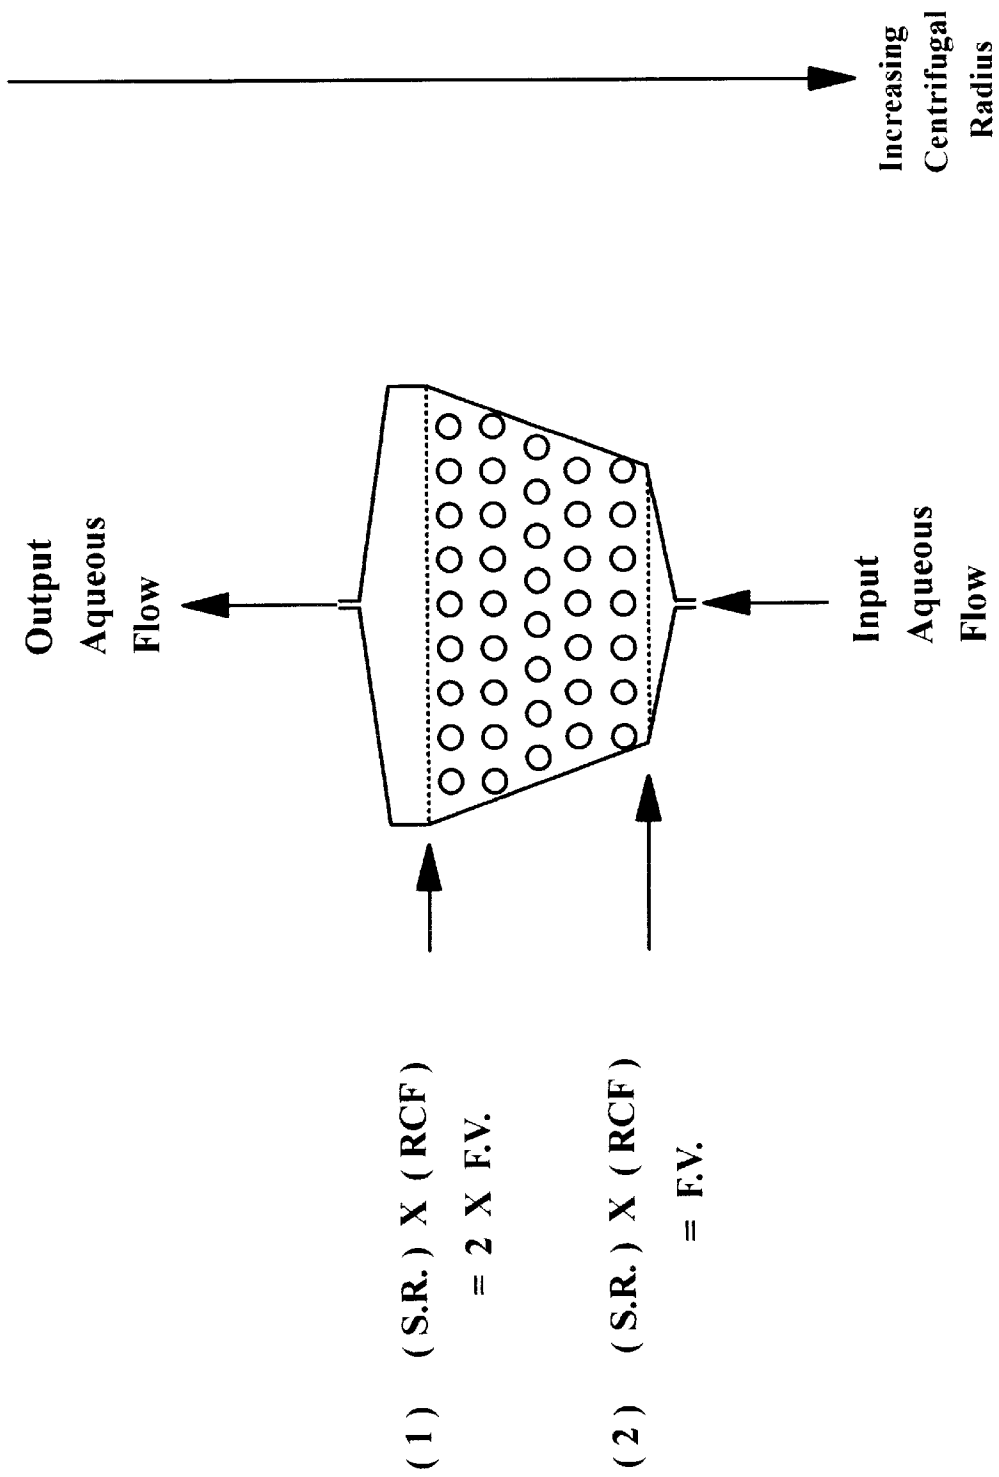 Output
Aqueous
Flow
Input
Aqueous
Flow
Increasing
Centrifugal
Radius
( 1 ) ( S.R. ) X ( RCF )
= 2 X F.V.
( 2 ) ( S.R. ) X ( RCF )
= F.V.